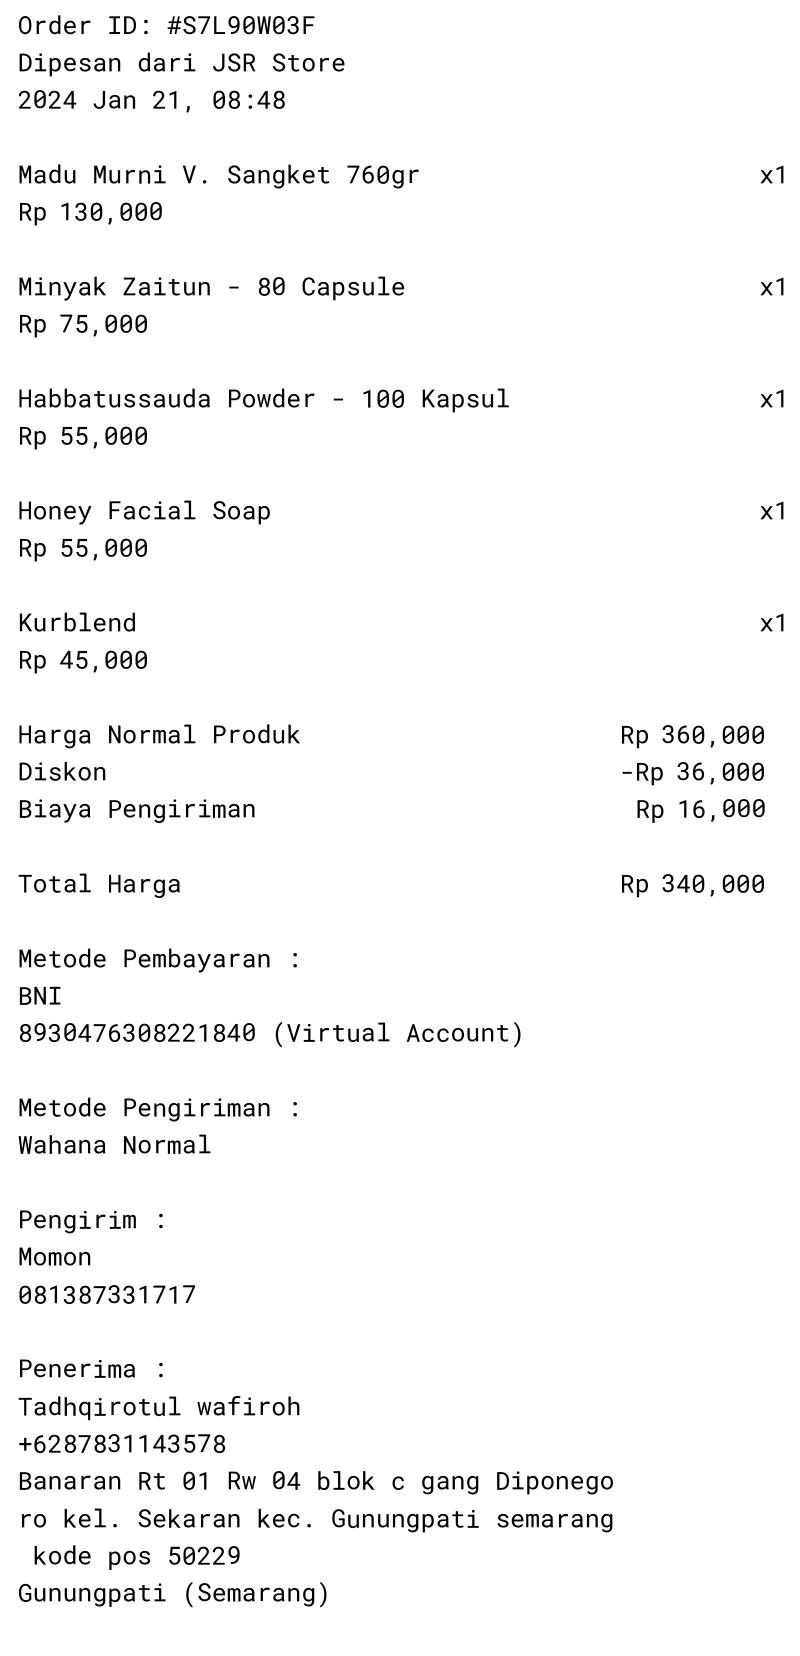 Order ID: #S7L90W03F
Dipesan dari JSR Store
2024 Jan 21, 08:48
Madu Murni V. Sangket 760gr x1
Rp 130,000
Minyak Zaitun - 80 Capsule x1
Rp 75,000
Habbatussauda Powder - 100 Kapsul x1
Rp 55,000
Honey Facial Soap x1
Rp 55,000
Kurblend x1
Rp 45,000
Harga Normal Produk Rp 360,000
Diskon -Rp 36,000
Biaya Pengiriman Rp 16,000
Total Harga Rp 340,000
Metode Pembayaran :
BNI
8930476308221840 (Virtual Account)
Metode Pengiriman :
Wahana Normal
Pengirim :
Momon
081387331717
Penerima :
Tadhqirotul wafiroh
+6287831143578
Banaran Rt 01 Rw 04 blok c gang Diponego
ro kel. Sekaran kec. Gunungpati semarang
kode pos 50229
Gunungpati (Semarang)